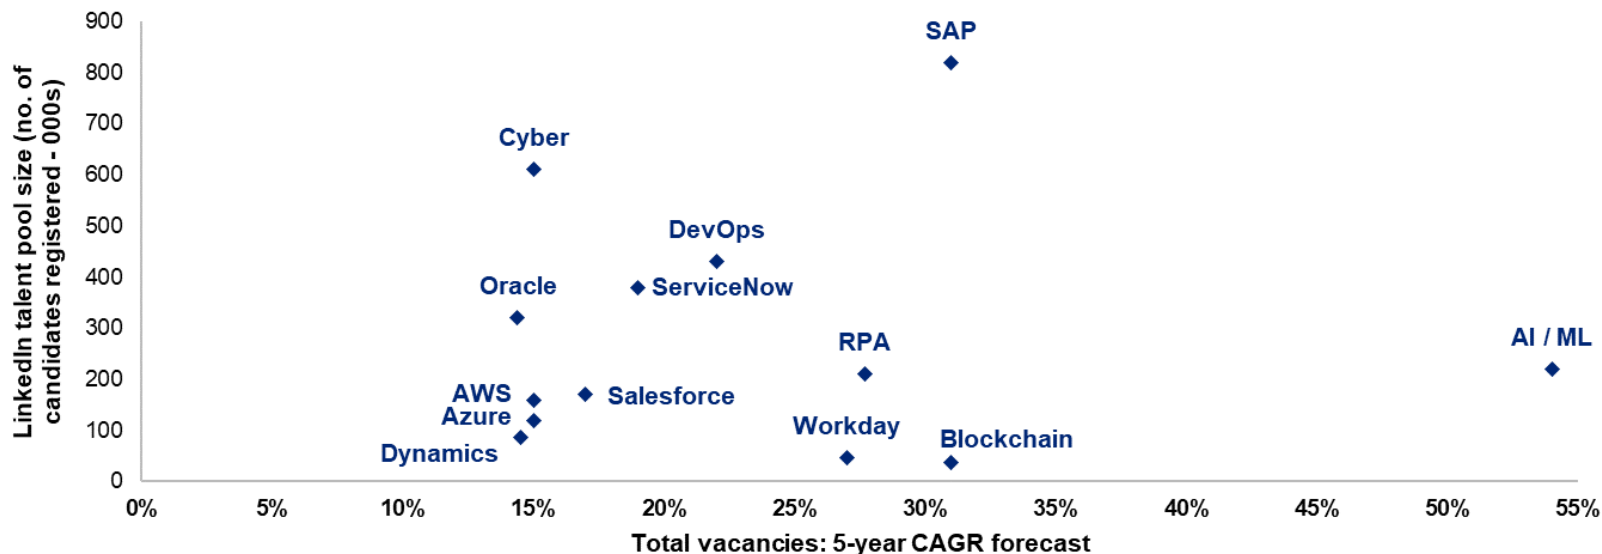 LinkedIn talent pool size (no. of
candidates registered - 000s)
900
800
700
600
500
400
300
200
100
0
SAP
Cyber
DevOps
Oracle
ServiceNow
RPA
AI / ML
AWS
Salesforce
Azure
Workday
Blockchain
Dynamics
0%
5%
10%
15%
20%
25%
30%
35%
40%
45%
50%
55%
Total vacancies: 5-year CAGR forecast